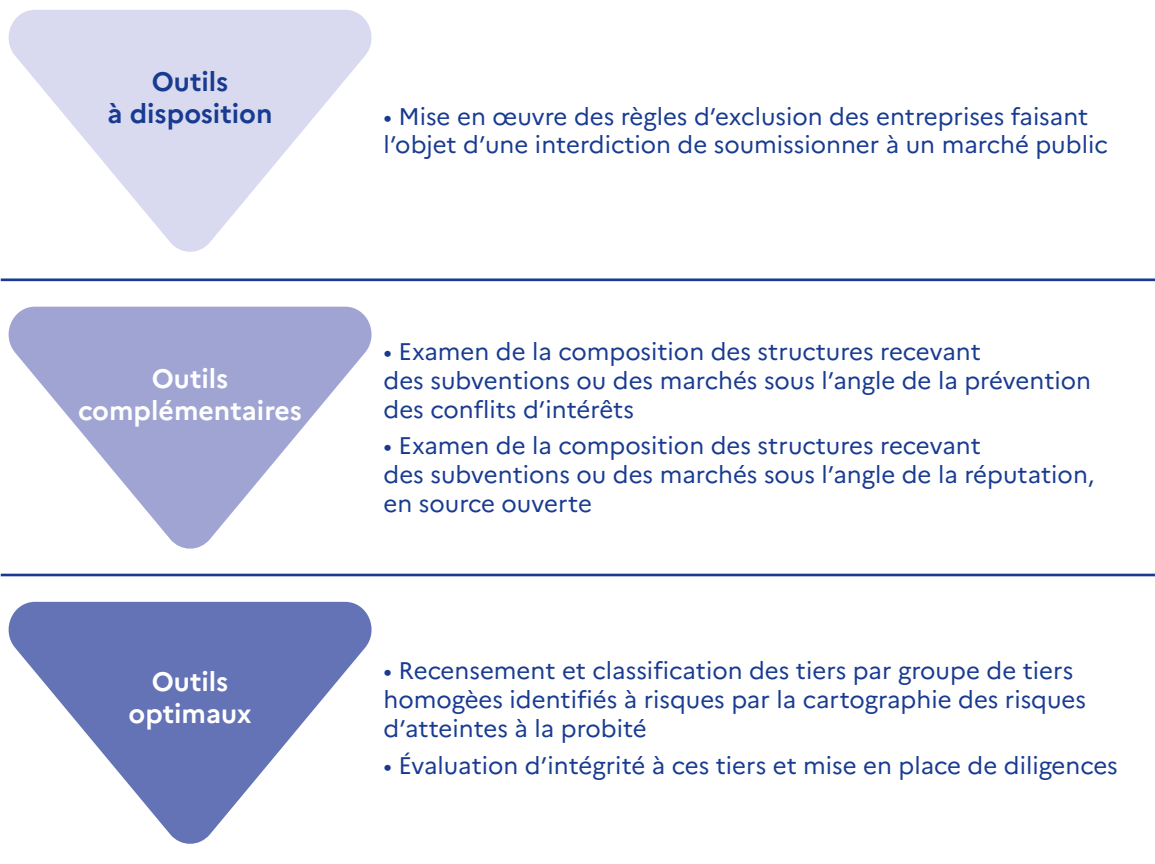 Outils
à disposition
• Mise en œuvre des règles d'exclusion des entreprises faisant
l'objet d'une interdiction de soumissionner à un marché public
Outils
complémentaires
• Examen de la composition des structures recevant
des subventions ou des marchés sous l'angle de la prévention
des conflits d'intérêts
• Examen de la composition des structures recevant
des subventions ou des marchés sous l'angle de la réputation,
en source ouverte
Outils
optimaux
• Recensement et classification des tiers par groupe de tiers
homogèes identifiés à risques par la cartographie des risques
d'atteintes à la probité
• Évaluation d'intégrité à ces tiers et mise en place de diligences